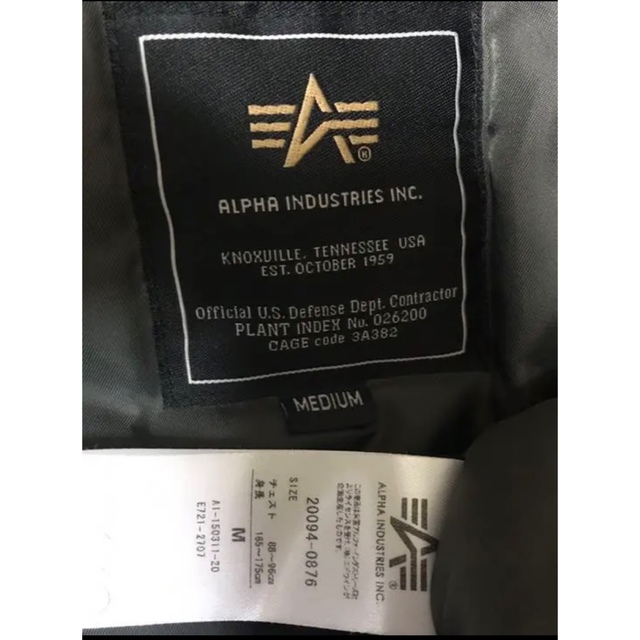 ALPHA INDUSTRIES INC.
KNOXVILLE, TENNESSEE USA
EST. OCTOBER 1959
Official U.S. Defense Dept. Contractor
PLANT INDEX No. 026200
CAGE code 3A382
MEDIUM
ALPHA INDUSTRIES INC.
20094-0876
SIZE M
チェスト 88~96cm
身長 165~175cm
A1-150311-20
E721-2707